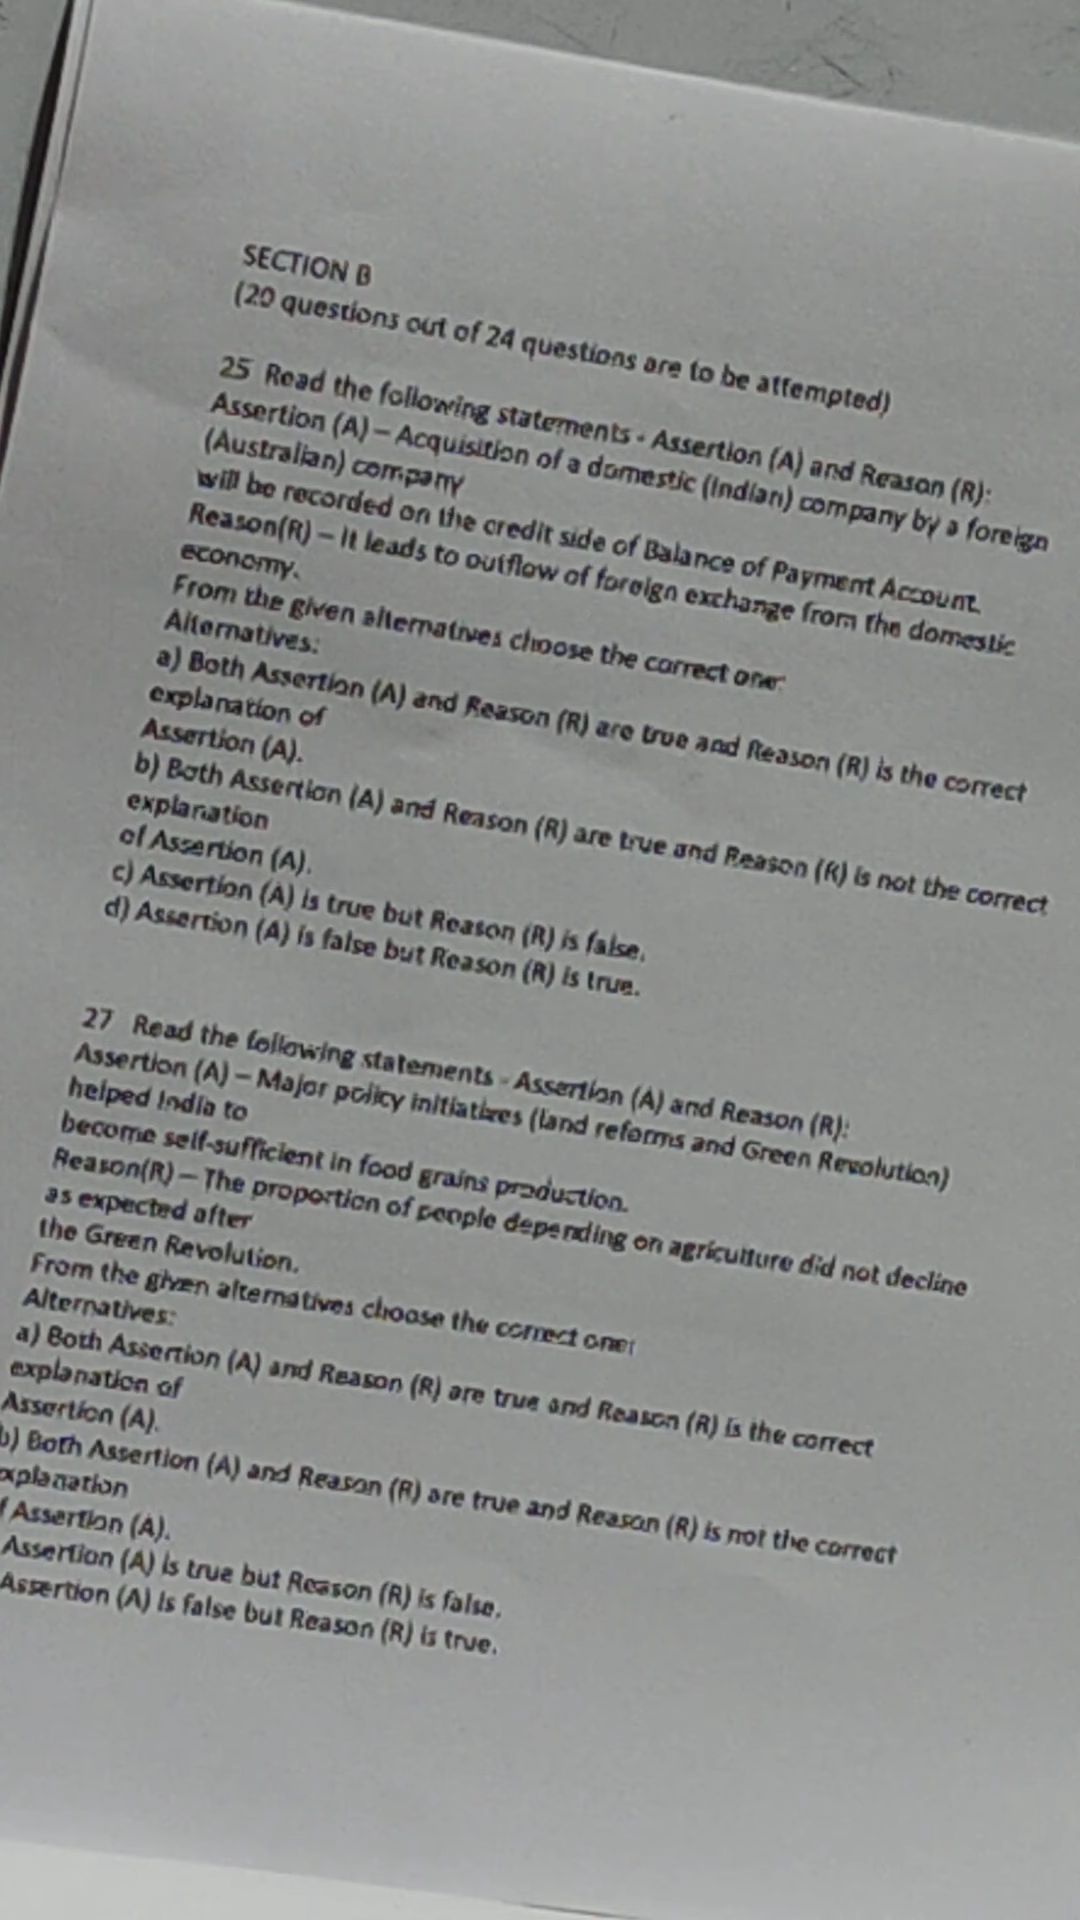 SECTION B
(20 questions out of 24 questions are to be attempted)
25 Read the following statements - Assertion (A) and Reason (R):
Assertion (A) – Acquisition of a domestic (Indian) company by a foreign
(Australian) company
will be recorded on the credit side of Balance of Payment Account.
Reason(R) – It leads to outflow of foreign exchange from the domestic
economy.
From the given alternatives choose the correct one:
Alternatives:
a) Both Assertion (A) and Reason (R) are true and Reason (R) is the correct
explanation of
Assertion (A).
b) Both Assertion (A) and Reason (R) are true and Reason (R) is not the correct
explanation
of Assertion (A).
c) Assertion (A) is true but Reason (R) is false.
d) Assertion (A) is false but Reason (R) is true.
27 Read the following statements - Assertion (A) and Reason (R):
Assertion (A) – Major policy initiatives (land reforms and Green Revolution)
helped India to
become self-sufficient in food grains production.
Reason(R) – The proportion of people depending on agriculture did not decline
as expected after
the Green Revolution.
From the given alternatives choose the correct one:
Alternatives:
a) Both Assertion (A) and Reason (R) are true and Reason (R) is the correct
explanation of
Assertion (A).
b) Both Assertion (A) and Reason (R) are true and Reason (R) is not the correct
xplanation
f Assertion (A).
Assertion (A) is true but Reason (R) is false.
Assertion (A) is false but Reason (R) is true.